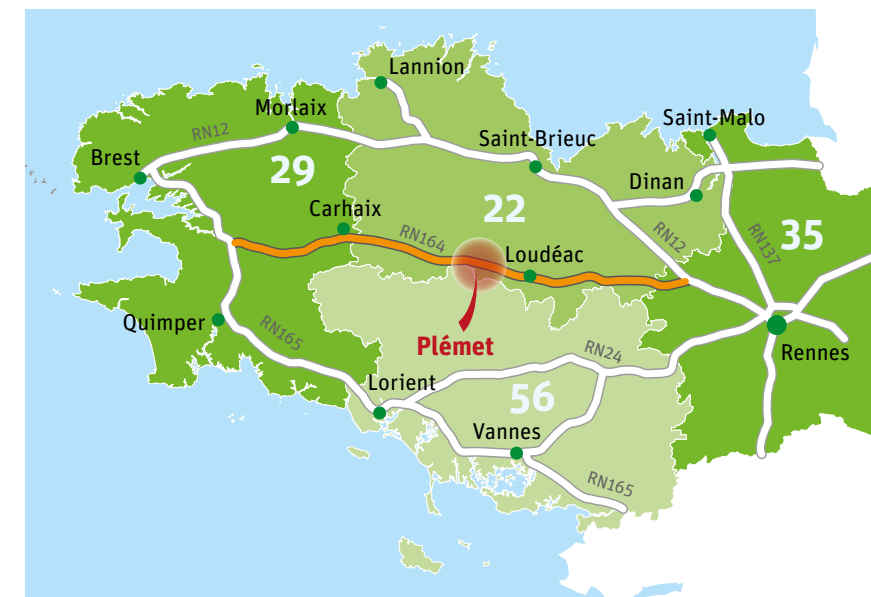 Lannion
Morlaix
RN12
Saint-Malo
Saint-Brieuc
Brest
29
Dinan
Carhaix
22
35
RN164
Loudéac
RN12
RN137
Quimper
RN165
Plémet
Rennes
RN24
Lorient
56
Vannes
RN165